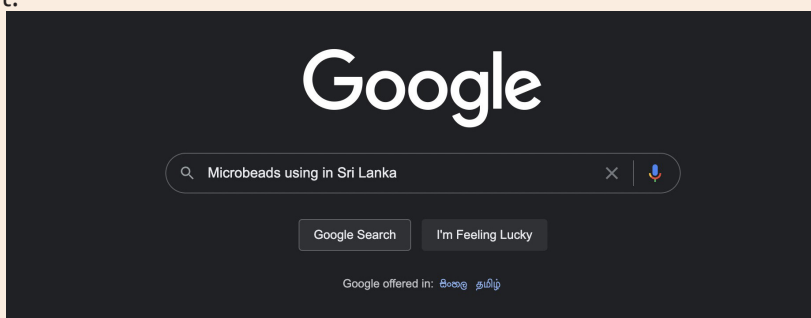 Google
Microbeads using in Sri Lanka
Google Search I'm Feeling Lucky
Google offered in: සිංහල தமிழ்